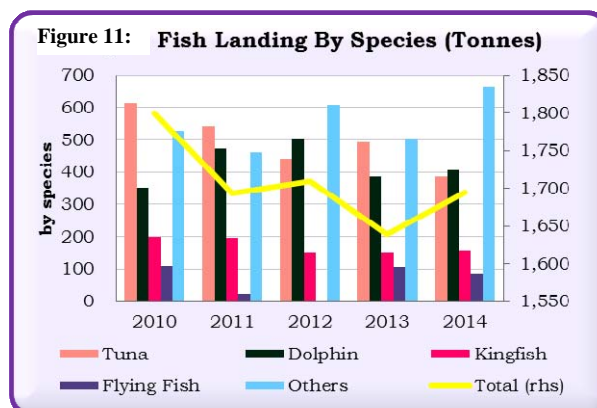 Figure 11: Fish Landing By Species (Tonnes)
700 1,850
600 1,800
500 1,750
400 1,700
300
200 1,650
100 1,600
0 1,550
by species
2010 2011 2012 2013 2014
Tuna Dolphin Kingfish
Flying Fish Others Total (rhs)